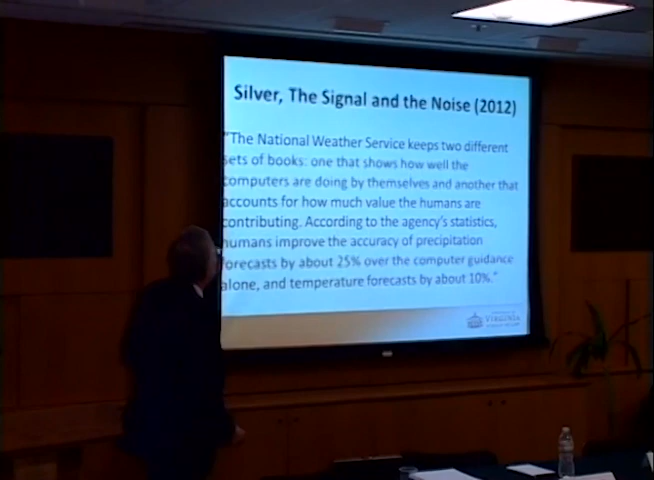 Silver, The Signal and the Noise (2012)
"The National Weather Service keeps two different
sets of books: one that shows how well the
computers are doing by themselves and another that
accounts for how much value the humans are
contributing. According to the agency's statistics,
humans improve the accuracy of precipitation
forecasts by about 25% over the computer guidance
alone, and temperature forecasts by about 10%."
VIRGINIA